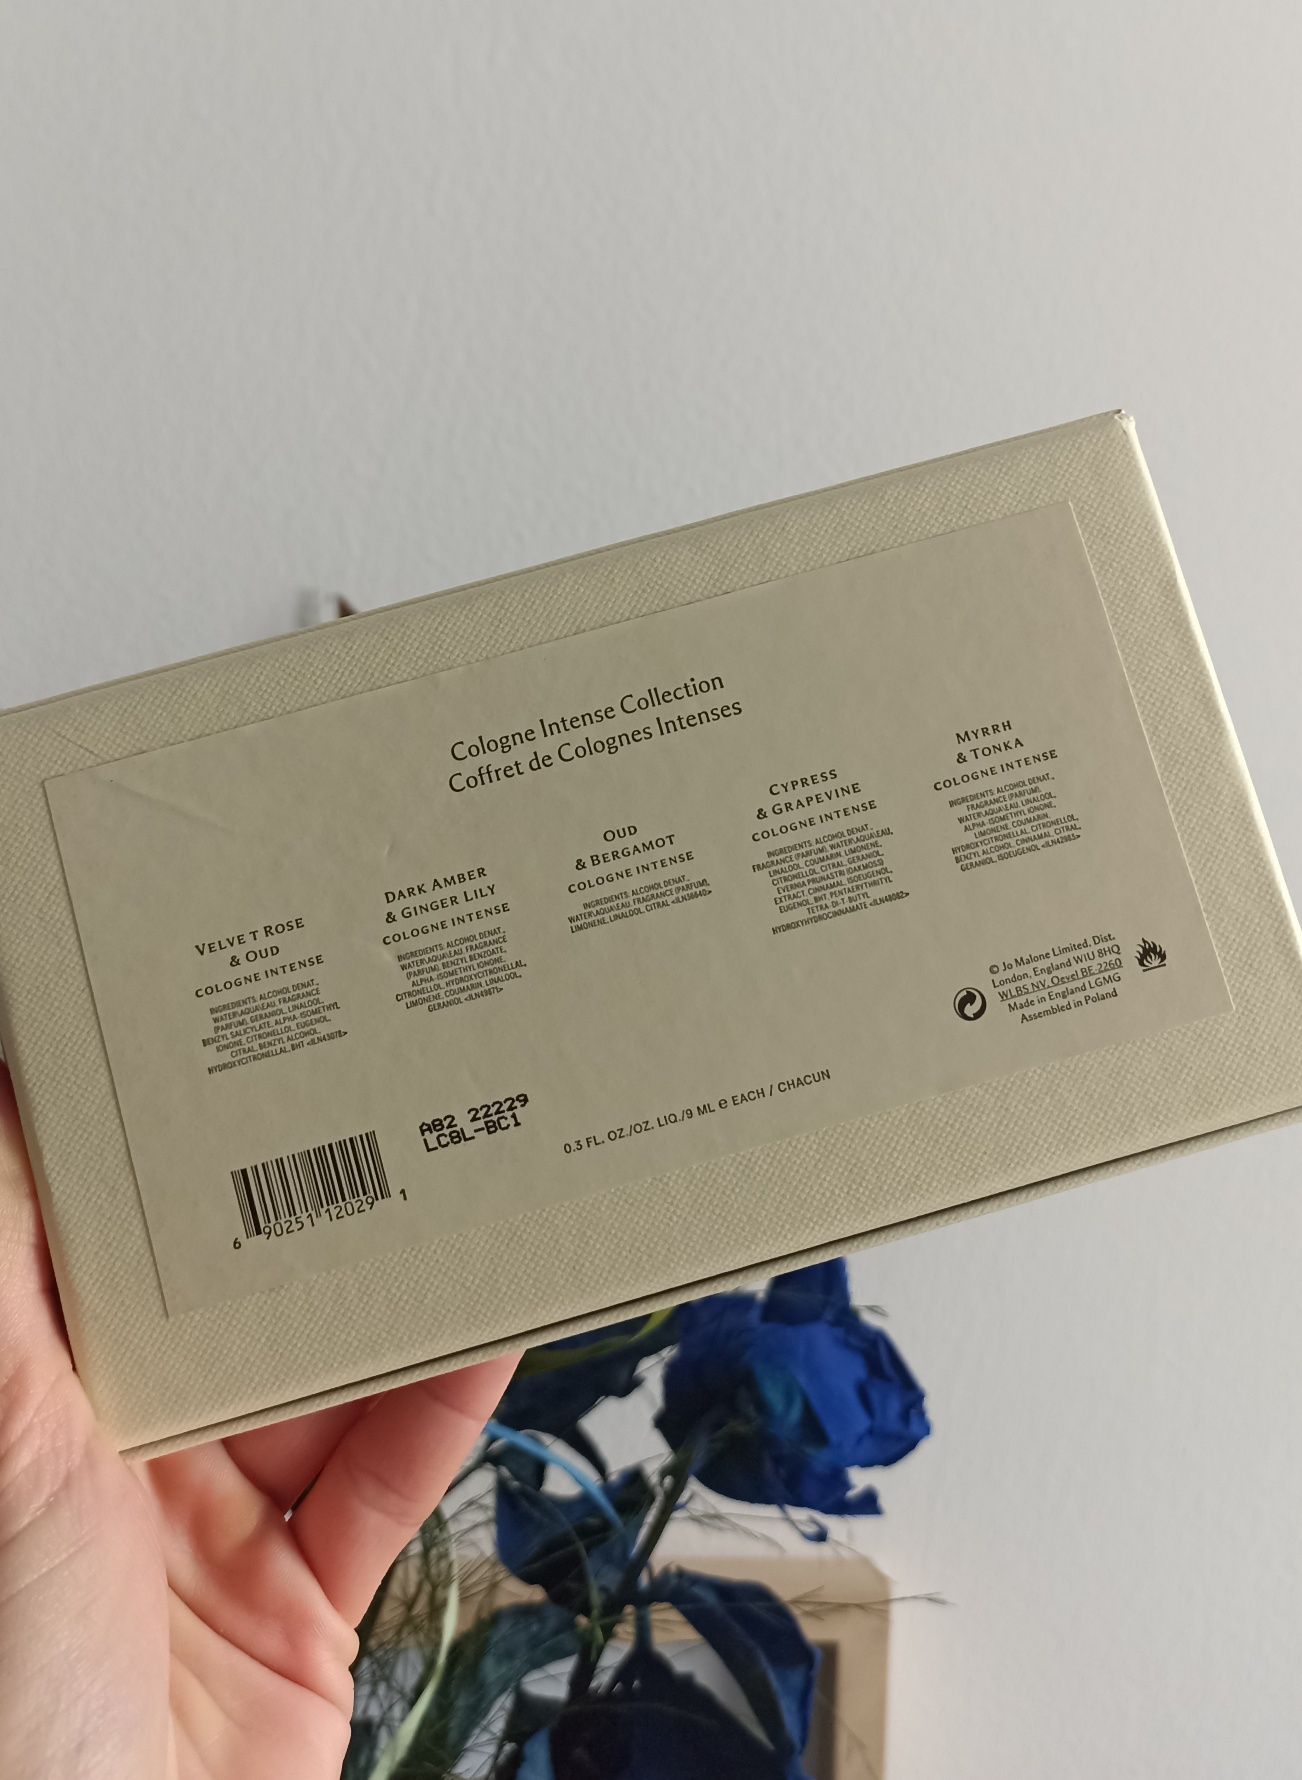 Cologne Intense Collection
Coffret de Colognes Intenses
VELVE T ROSE
& OUD
COLOGNE INTENSE
INGREDIENTS: ALCOHOL DENAT.,
WATER\AQUA\EAU, FRAGRANCE
(PARFUM), GERANIOL, LINALOOL,
BENZYL SALICYLATE, ALPHA-ISOMETHYL
IONONE, CITRONELLOL, EUGENOL,
CITRAL, BENZYL ALCOHOL,
HYDROXYCITRONELLAL, BHT <ILN43078>
DARK AMBER
& GINGER LILY
COLOGNE INTENSE
INGREDIENTS: ALCOHOL DENAT.,
WATER\AQUA\EAU, FRAGRANCE
(PARFUM), BENZYL BENZOATE,
ALPHA-ISOMETHYL IONONE,
CITRONELLOL, HYDROXYCITRONELLAL,
LIMONENE, COUMARIN, LINALOOL,
GERANIOL <ILN49871>
OUD
& BERGAMOT
COLOGNE INTENSE
INGREDIENTS: ALCOHOL DENAT.,
WATER\AQUA\EAU, FRAGRANCE (PARFUM),
LIMONENE, LINALOOL, CITRAL <ILN36640>
CYPRESS
& GRAPEVINE
COLOGNE INTENSE
INGREDIENTS: ALCOHOL DENAT.,
FRAGRANCE (PARFUM), WATER\AQUA\EAU,
LINALOOL, COUMARIN, LIMONENE,
CITRONELLOL, CITRAL, GERANIOL,
EVERNIA PRUNASTRI (OAKMOSS)
EXTRACT, CINNAMAL, ISOEUGENOL,
EUGENOL, BHT, PENTAERYTHRITYL
TETRA-DI-T-BUTYL
HYDROXYHYDROCINNAMATE <ILN48082>
MYRRH
& TONKA
COLOGNE INTENSE
INGREDIENTS: ALCOHOL DENAT.,
FRAGRANCE (PARFUM),
WATER\AQUA\EAU, LINALOOL,
ALPHA-ISOMETHYL IONONE,
LIMONENE, COUMARIN,
HYDROXYCITRONELLAL, CITRONELLOL,
BENZYL ALCOHOL, CINNAMAL, CITRAL,
GERANIOL, ISOEUGENOL <ILN42983>
© Jo Malone Limited, Dist.
London, England W1U 8HQ
WLBS NV, Oevel BE 2260
Made in England LGMG
Assembled in Poland
A82 22229
LC8L-BC1
0.3 FL. OZ./OZ. LIQ./9 ML e EACH / CHACUN
6 90251 12029 1